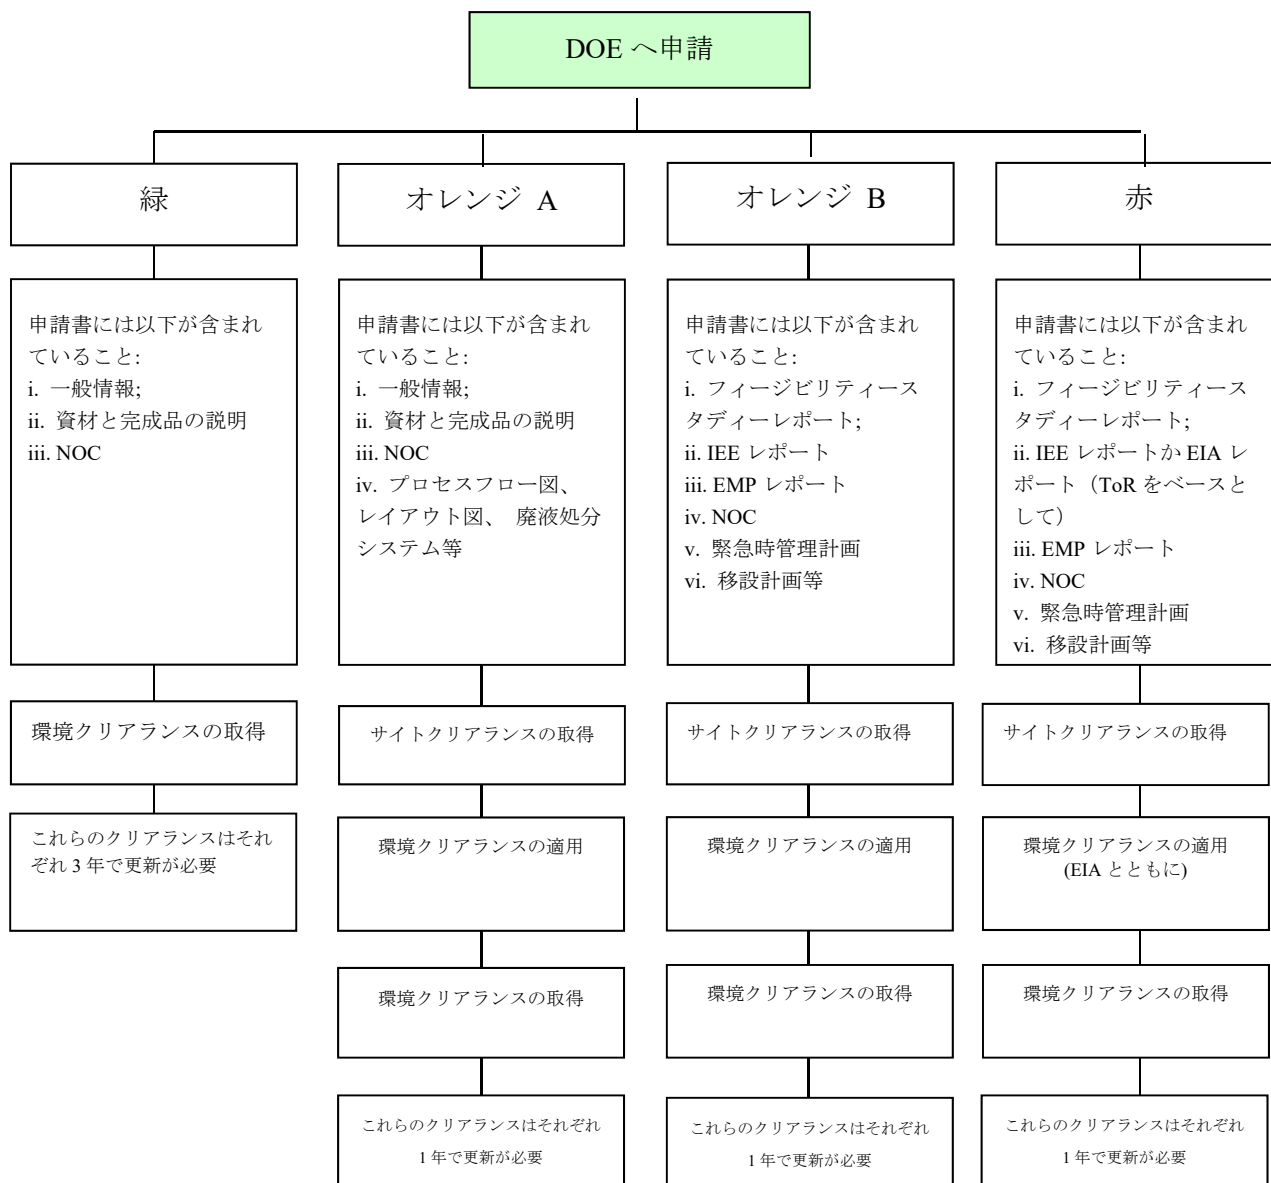 DOE へ申請
緑
オレンジ A
オレンジ B
赤
申請書には以下が含まれ
ていること:
i. 一般情報;
ii. 資材と完成品の説明
iii. NOC
申請書には以下が含まれ
ていること:
i. 一般情報;
ii. 資材と完成品の説明
iii. NOC
iv. プロセスフロー図、
レイアウト図、 廃液処分
システム等
申請書には以下が含まれ
ていること:
i. フィージビリティース
タディーレポート;
ii. IEE レポート
iii. EMP レポート
iv. NOC
v. 緊急時管理計画
vi. 移設計画等
申請書には以下が含まれ
ていること:
i. フィージビリティース
タディーレポート;
ii. IEE レポートか EIA レ
ポート（ToR をベースと
して）
iii. EMP レポート
iv. NOC
v. 緊急時管理計画
vi. 移設計画等
環境クリアランスの取得
サイトクリアランスの取得
サイトクリアランスの取得
サイトクリアランスの取得
これらのクリアランスはそれ
ぞれ 3 年で更新が必要
環境クリアランスの適用
環境クリアランスの適用
環境クリアランスの適用
(EIA とともに)
環境クリアランスの取得
環境クリアランスの取得
環境クリアランスの取得
これらのクリアランスはそれぞれ
1 年で更新が必要
これらのクリアランスはそれぞれ
1 年で更新が必要
これらのクリアランスはそれぞれ
1 年で更新が必要